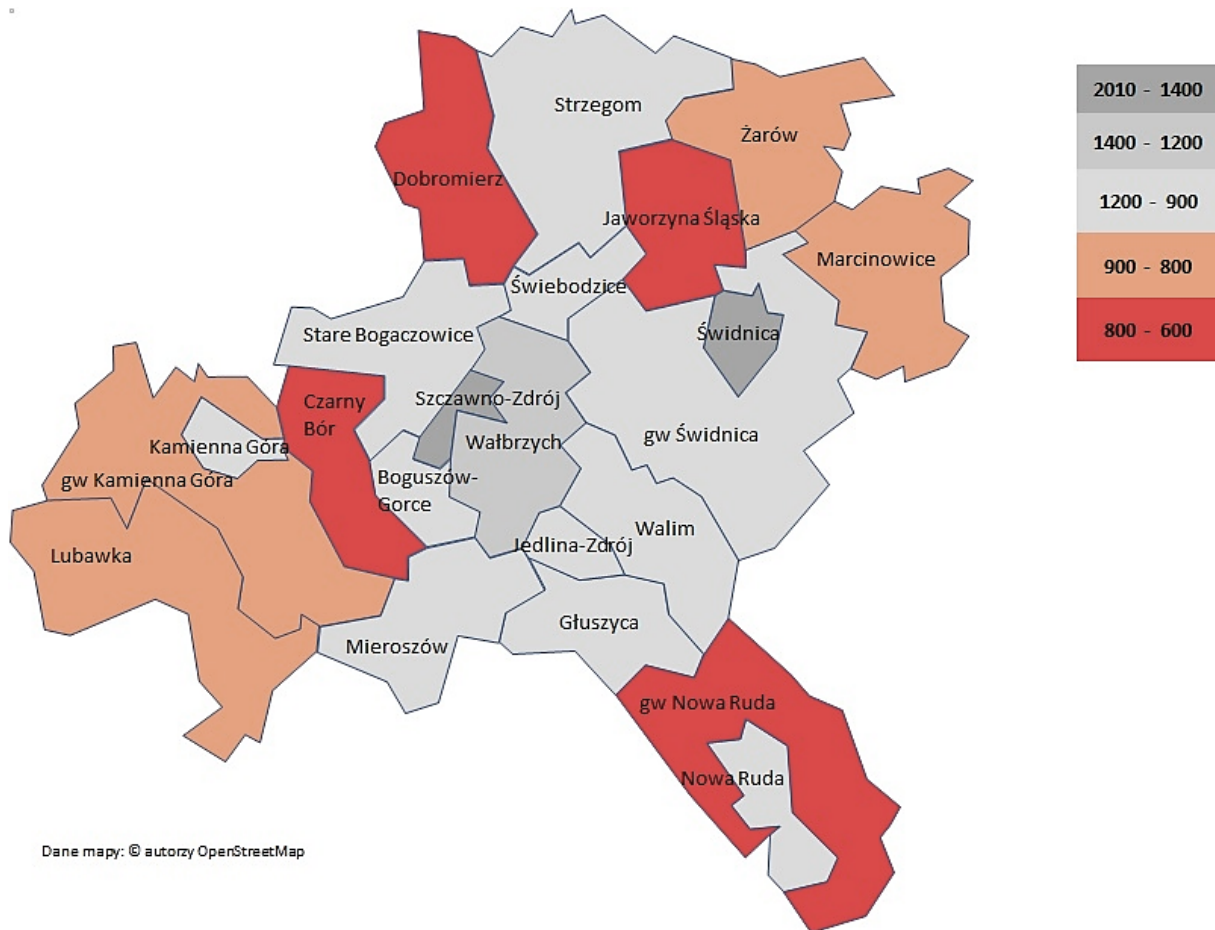 Strzegom
2010 - 1400
Żarów
1400 - 1200
Dobromierz
1200 - 900
Jaworzyna Śląska
Marcinowice
900 - 800
Świebodzice
800 - 600
Stare Bogaczowice
Świdnica
Szczawno-Zdrój
Czarny
Bór
gw Świdnica
Kamienna Góra
Wałbrzych
gw Kamienna Góra
Boguszów-
Gorce
Walim
Jedlina-Zdrój
Lubawka
Głuszyca
Mieroszów
gw Nowa Ruda
Nowa Ruda
Dane mapy: © autorzy OpenStreetMap